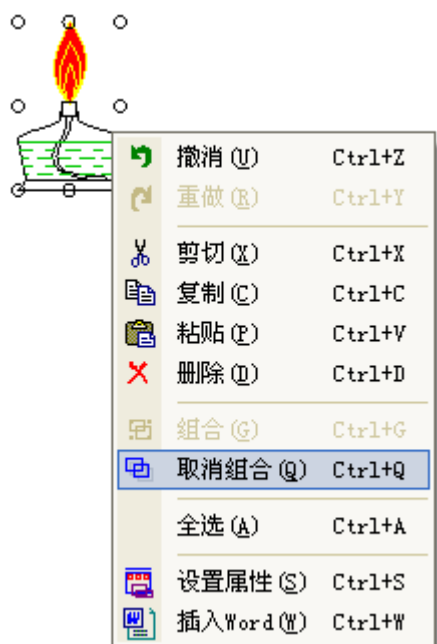 撤消(U) Ctrl+Z
重做(R) Ctrl+Y
剪切(X) Ctrl+X
复制(C) Ctrl+C
粘贴(P) Ctrl+V
删除(D) Ctrl+D
组合(G) Ctrl+G
取消组合(Q) Ctrl+Q
全选(A) Ctrl+A
设置属性(S) Ctrl+S
插入Word(W) Ctrl+W